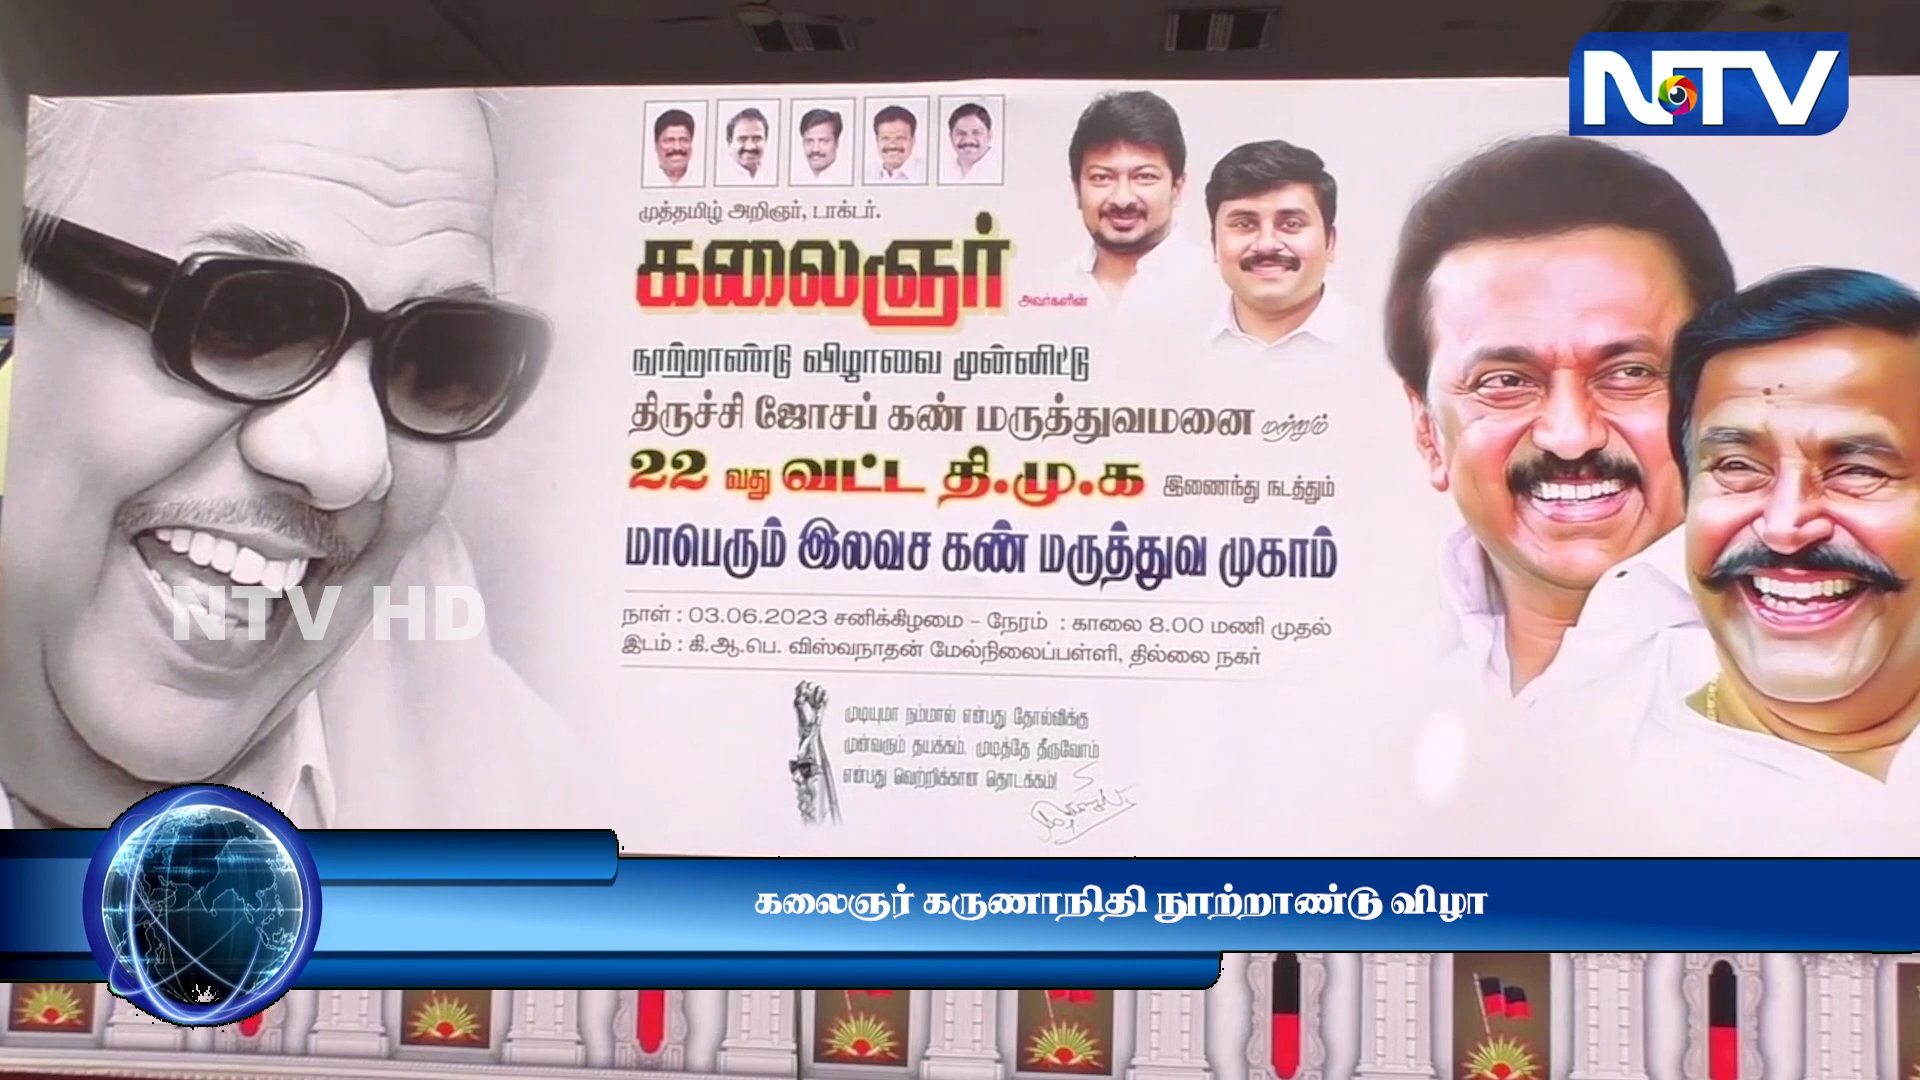 NTV
முத்தமிழ் அறிஞர், டாக்டர்.
கலைஞர் அவர்களின்
நூற்றாண்டு விழாவை முன்னிட்டு
திருச்சி ஜோசப் கண் மருத்துவமனை மற்றும்
22 வது வட்ட தி.மு.க இணைந்து நடத்தும்
மாபெரும் இலவச கண் மருத்துவ முகாம்
நாள் : 03.06.2023 சனிக்கிழமை - நேரம் : காலை 8.00 மணி முதல்
இடம் : கி.ஆ.பெ. விஸ்வநாதன் மேல்நிலைப்பள்ளி, தில்லை நகர்
NTV HD
முடியுமா நம்மால் என்பது தோல்விக்கு
முன்வரும் தயக்கம். முடித்தே தீருவோம்
என்பது வெற்றிக்கான தொடக்கம்!
கலைஞர் கருணாநிதி நூற்றாண்டு விழா